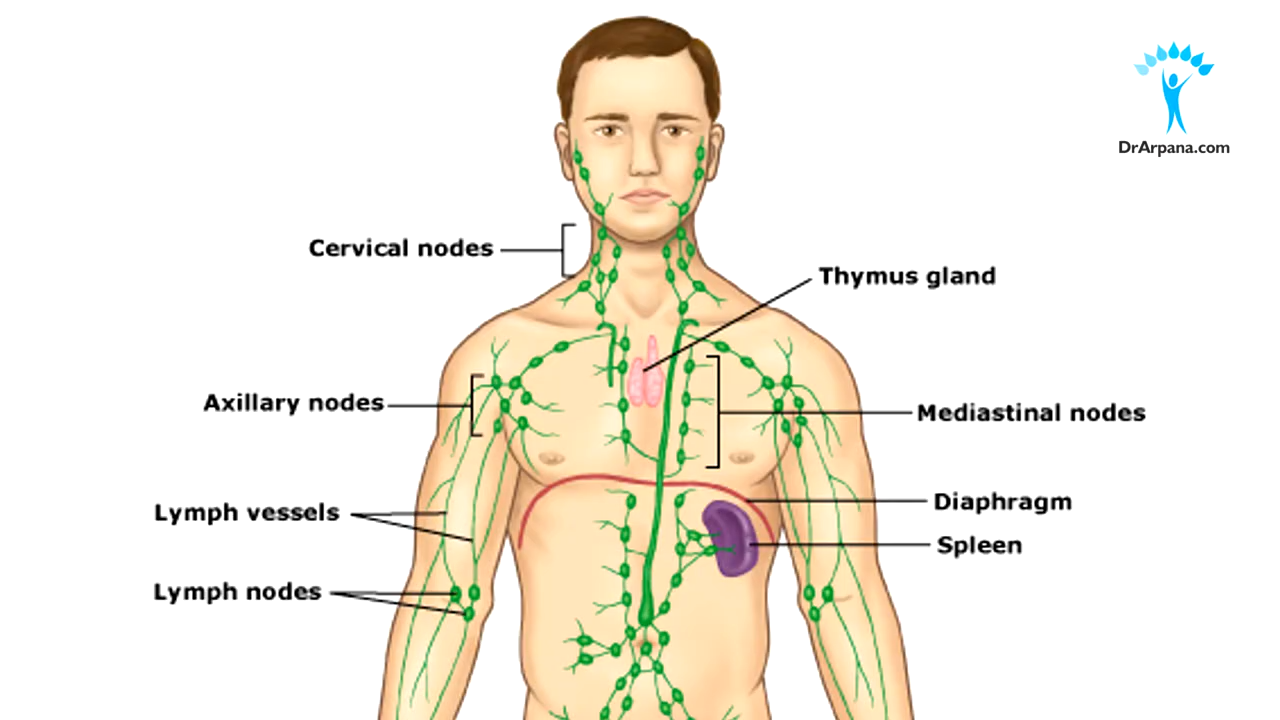 DrArpana.com
Cervical nodes
Thymus gland
Axillary nodes
Mediastinal nodes
Diaphragm
Lymph vessels
Spleen
Lymph nodes